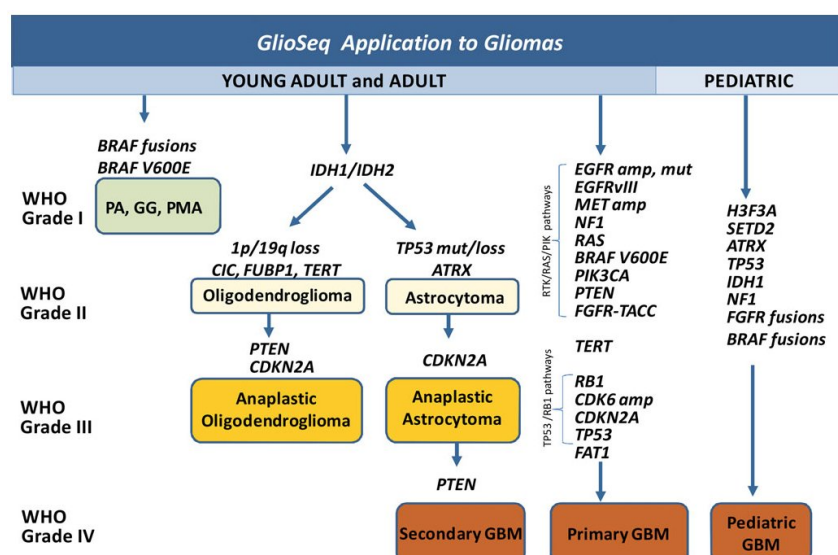 GlioSeq Application to Gliomas
YOUNG ADULT and ADULT
PEDIATRIC
WHO
Grade I
WHO
Grade II
WHO
Grade III
WHO
Grade IV
BRAF fusions
BRAF V600E
PA, GG, PMA
IDH1/IDH2
1p/19q loss
CIC, FUBP1, TERT
Oligodendroglioma
PTEN
CDKN2A
Anaplastic
Oligodendroglioma
TP53 mut/loss
ATRX
Astrocytoma
CDKN2A
Anaplastic
Astrocytoma
PTEN
Secondary GBM
RTK/RAS/PIK pathways
EGFR amp, mut
EGFRvIII
MET amp
NF1
RAS
BRAF V600E
PIK3CA
PTEN
FGFR-TACC
TERT
TP53 /RB1 pathways
RB1
CDK6 amp
CDKN2A
TP53
FAT1
Primary GBM
H3F3A
SETD2
ATRX
TP53
IDH1
NF1
FGFR fusions
BRAF fusions
Pediatric
GBM